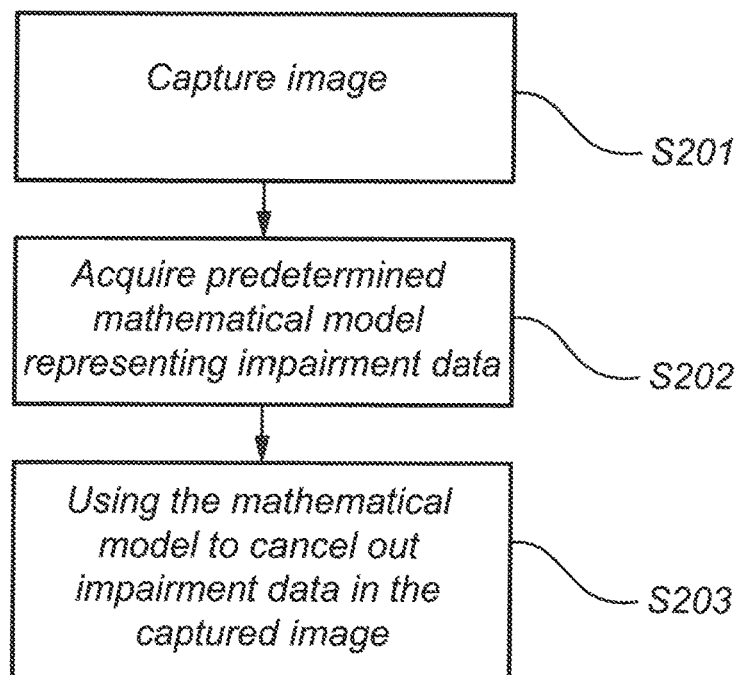 Capture image
S201
Acquire predetermined
mathematical model
representing impairment data
S202
Using the mathematical
model to cancel out
impairment data in the
captured image
S203